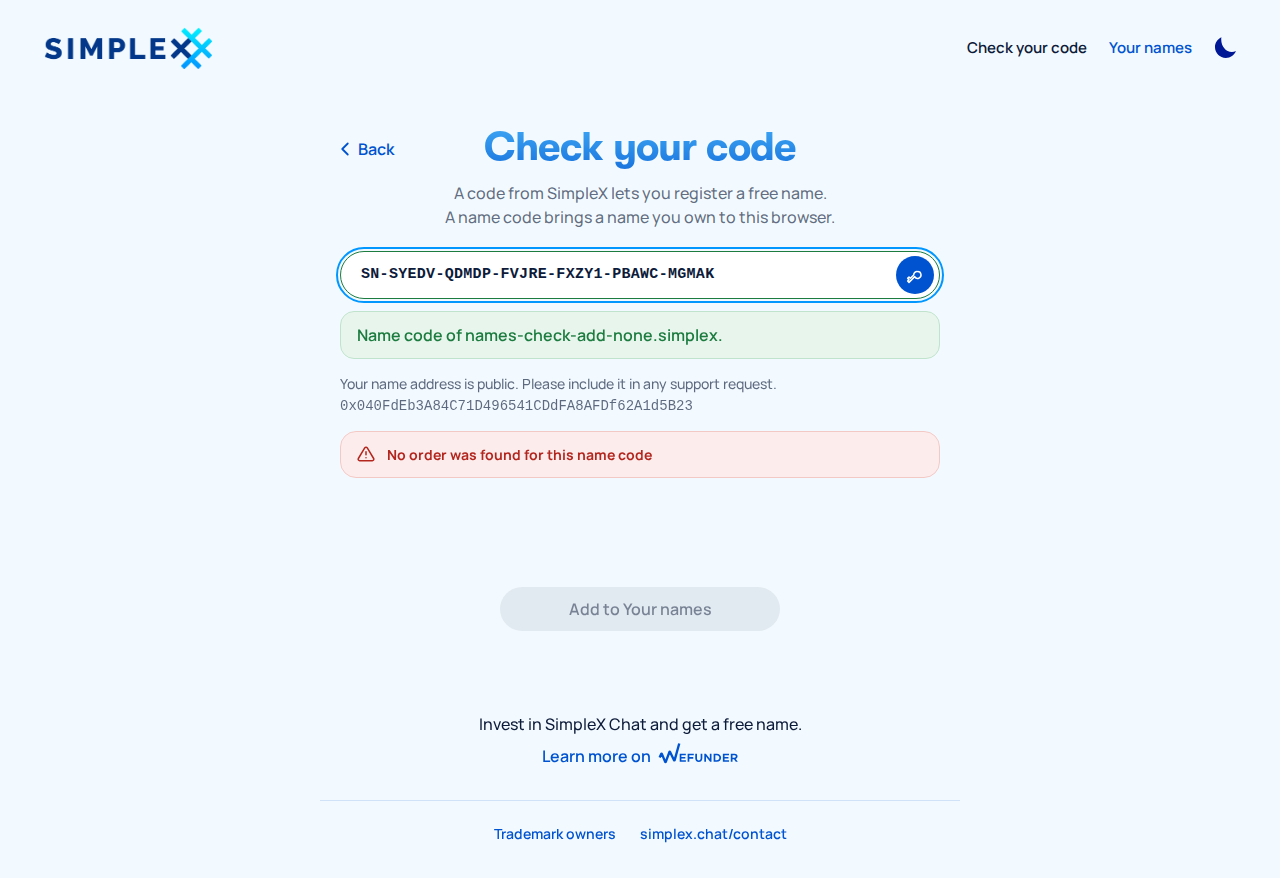 SIMPLEX
Check your code
Your names
Back
Check your code
A code from SimpleX lets you register a free name.
A name code brings a name you own to this browser.
SN-SYEDV-QDMDP-FVJRE-FXZY1-PBAWC-MGMAK
Name code of names-check-add-none.simplex.
Your name address is public. Please include it in any support request.
0x040FdEb3A84C71D496541CDdFA8AFDf62A1d5B23
No order was found for this name code
Add to Your names
Invest in SimpleX Chat and get a free name.
Learn more on WEFUNDER
Trademark owners
simplex.chat/contact